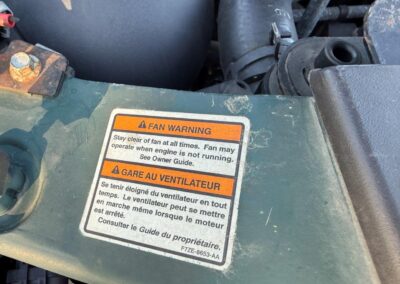 ⚠ FAN WARNING
Stay clear of fan at all times. Fan may
operate when engine is not running.
See Owner Guide.
⚠ GARE AU VENTILATEUR
Se tenir éloigné du ventilateur en tout
temps. Le ventilateur peut se mettre
en marche même lorsque le moteur
est arrêté.
Consulter le Guide du propriétaire.
F7ZE-8653-AA